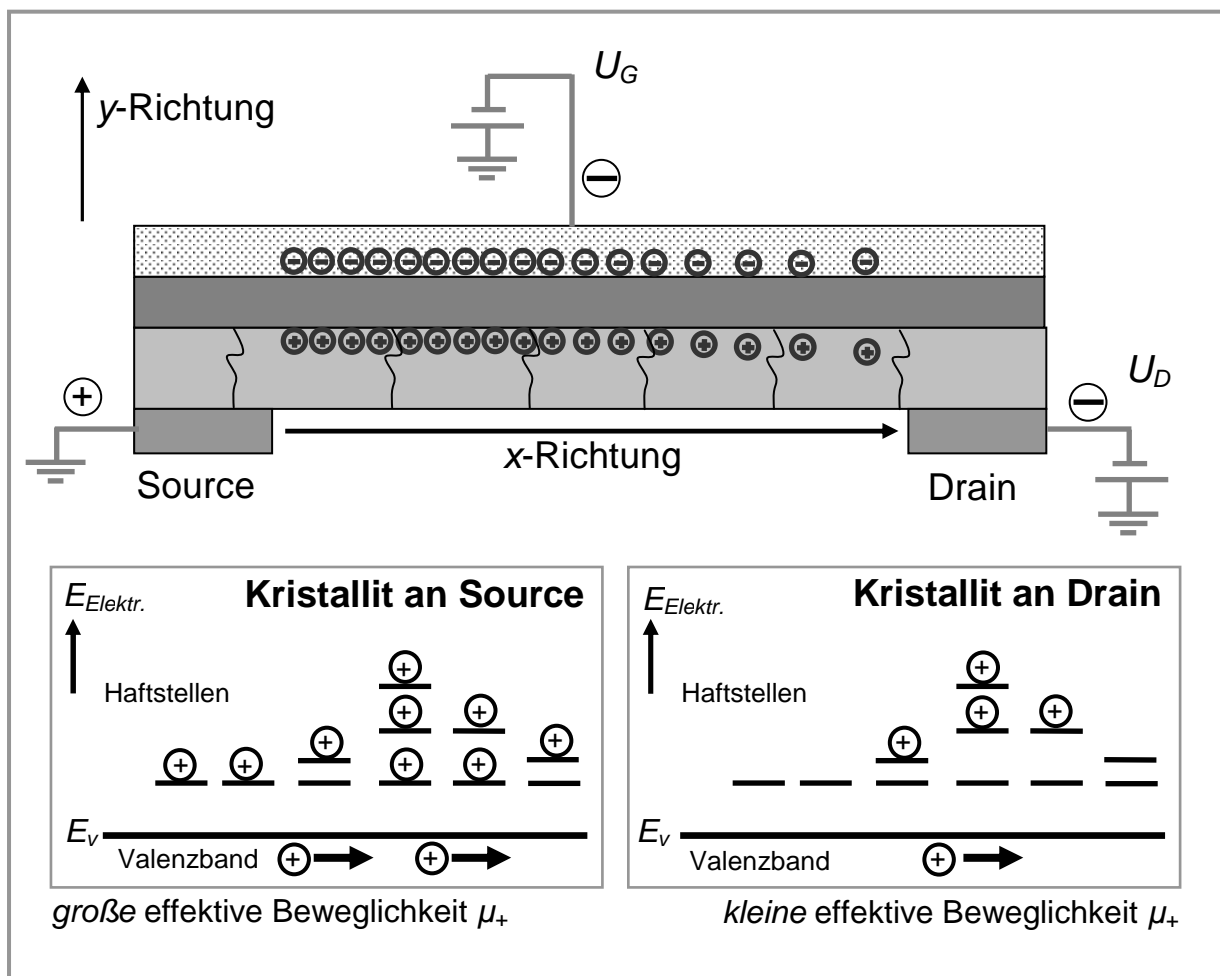 U_G
y-Richtung
U_D
x-Richtung
Source
Drain
E_Elektr. Kristallit an Source
Haftstellen
E_v
Valenzband
große effektive Beweglichkeit μ₊
E_Elektr. Kristallit an Drain
Haftstellen
E_v
Valenzband
kleine effektive Beweglichkeit μ₊